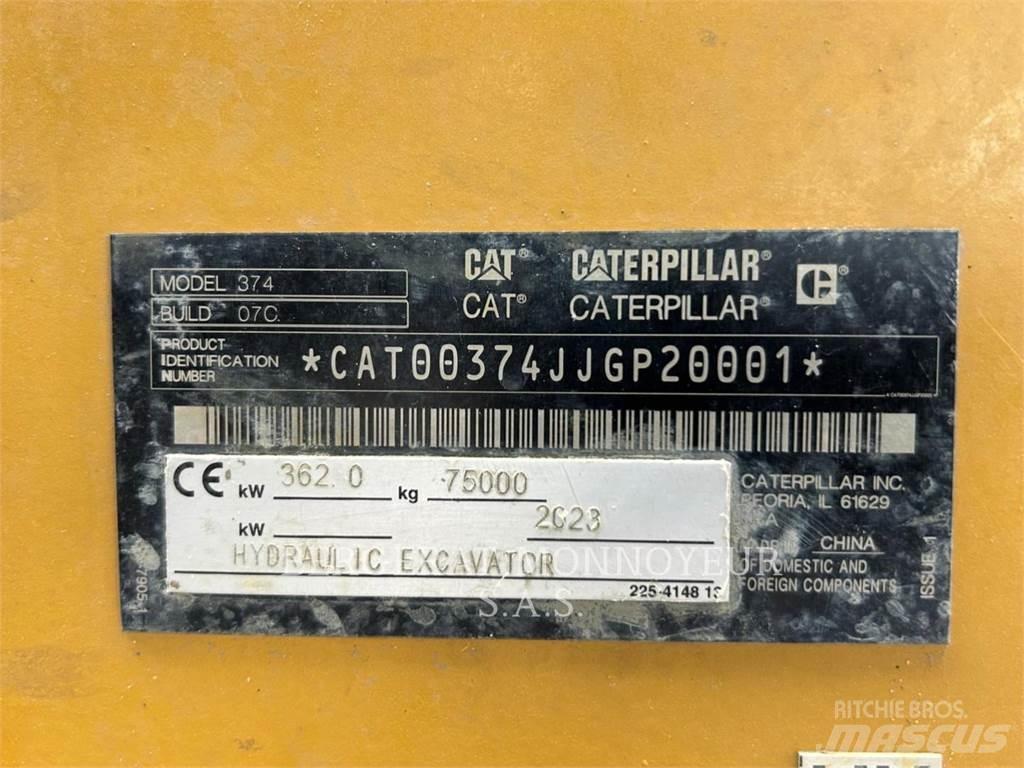 MODEL 374
BUILD 07C
CAT® CATERPILLAR®
CAT® CATERPILLAR®
PRODUCT
IDENTIFICATION
NUMBER
*CAT00374JJGP20001*
CE kW 362.0 kg 75000
kW 2023
HYDRAULIC EXCAVATOR
225-4148 13
CATERPILLAR INC.
PEORIA, IL 61629
CHINA
OF DOMESTIC AND
FOREIGN COMPONENTS
ISSUE 1
S.A.S.
RITCHIE BROS.
MASCUS